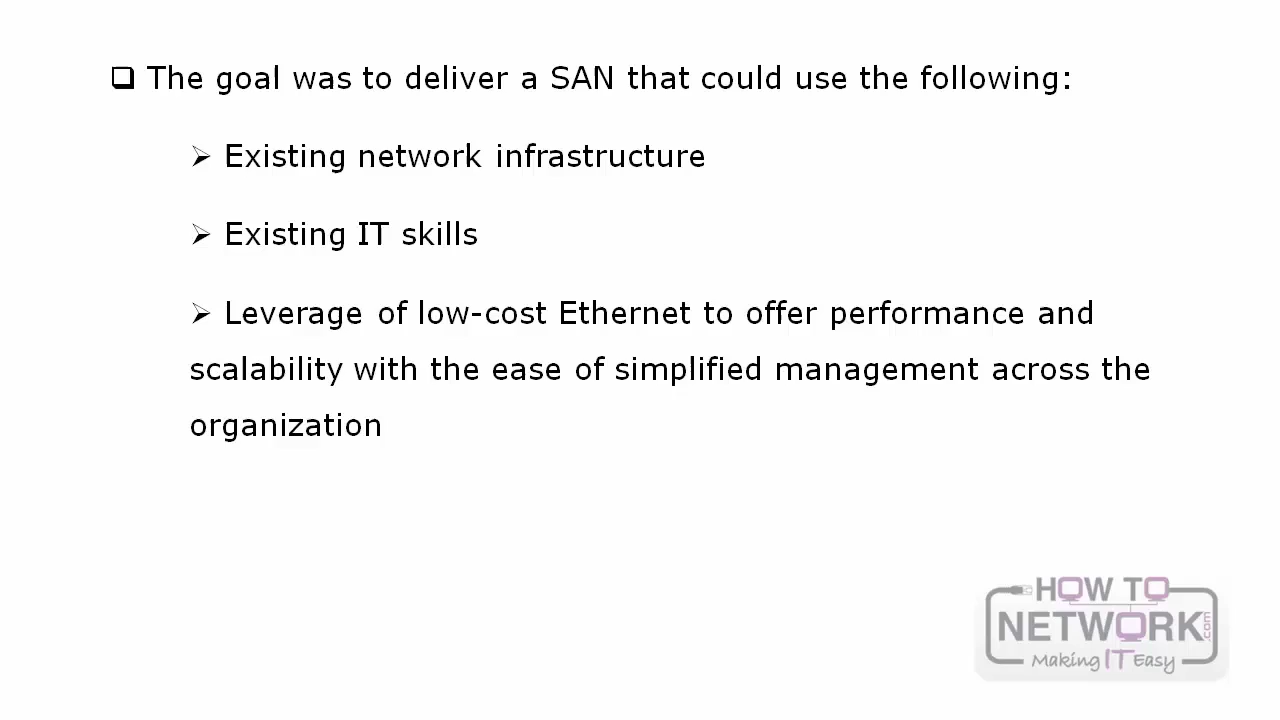 The goal was to deliver a SAN that could use the following:
Existing network infrastructure
Existing IT skills
Leverage of low-cost Ethernet to offer performance and
scalability with the ease of simplified management across the
organization
HOW TO
NETWORK.com
Making IT Easy